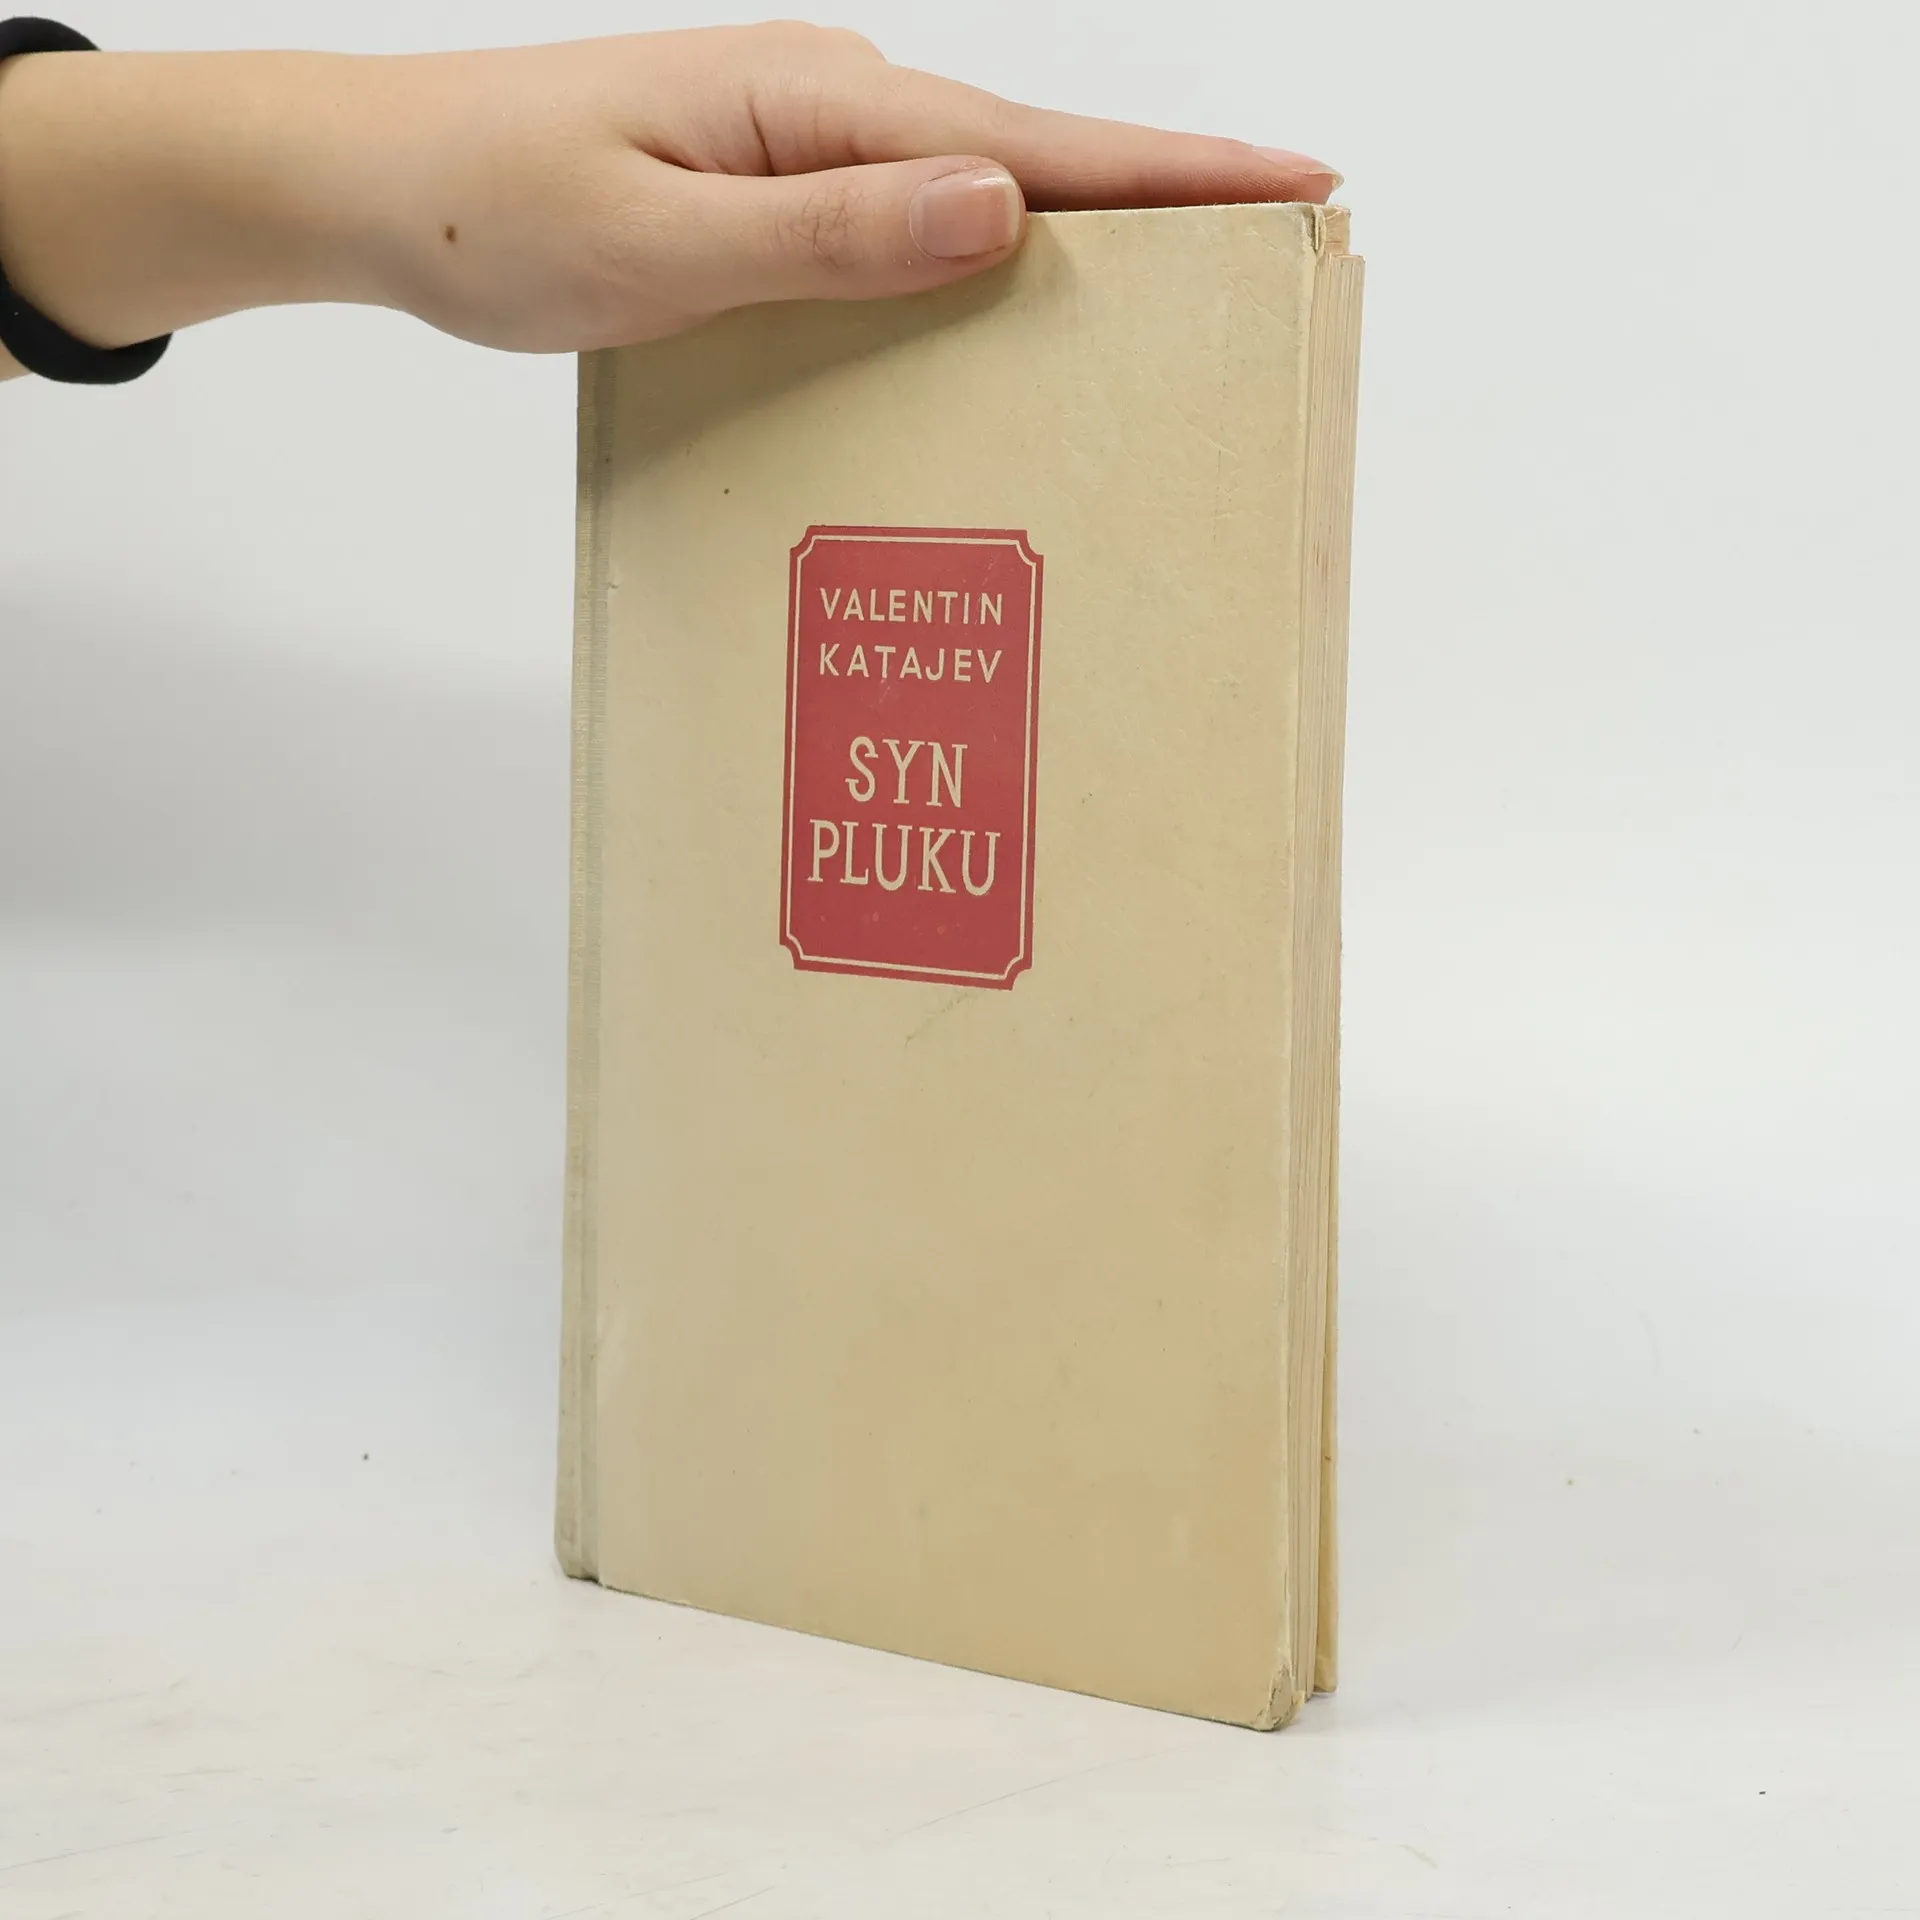 VALENTIN
KATAJEV
SYN
PLUKU